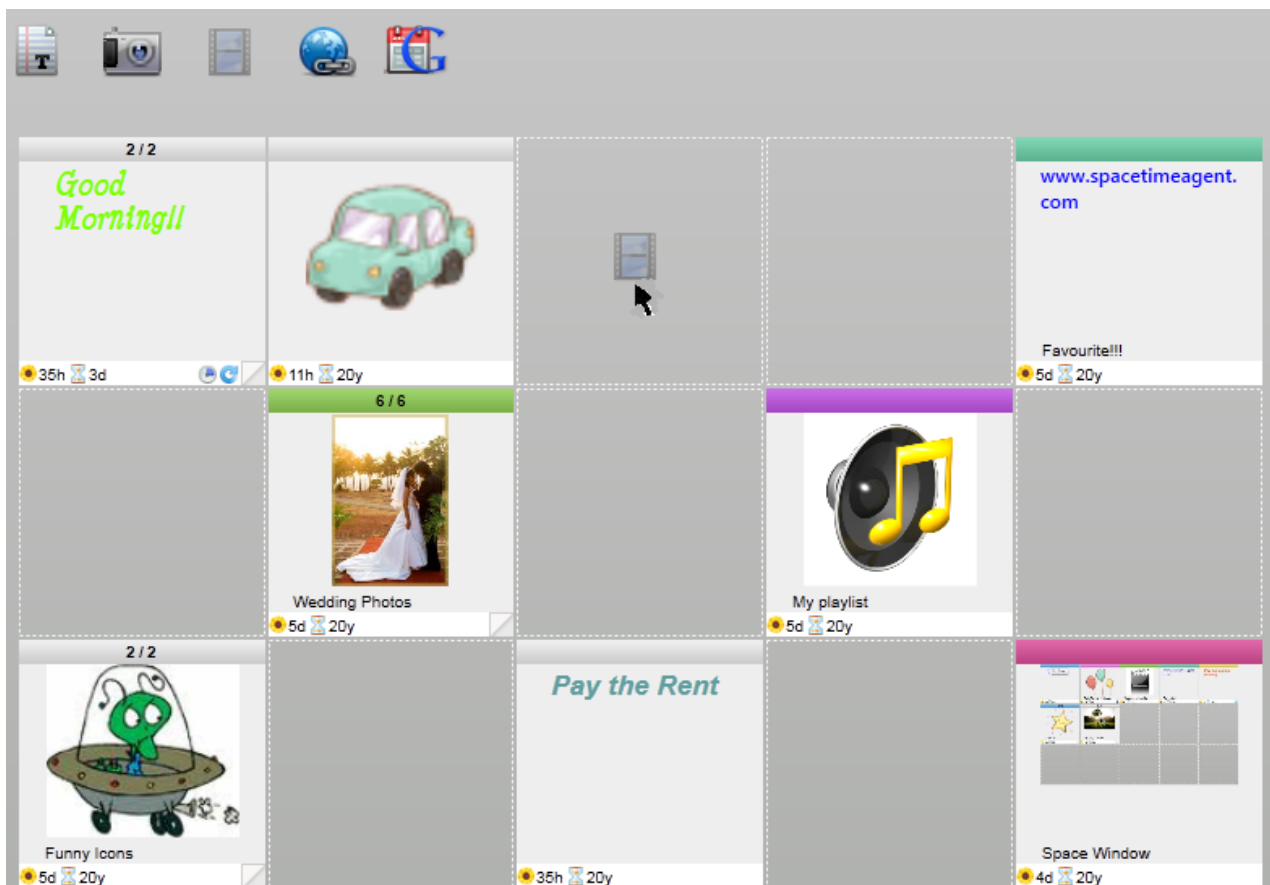 T
G
2 / 2
Good
Morning!!
35h 3d
11h 20y
www.spacetimeagent.
com
Favourite!!!
5d 20y
6 / 6
Wedding Photos
5d 20y
My playlist
5d 20y
2 / 2
Funny Icons
5d 20y
Pay the Rent
35h 20y
Space Window
4d 20y